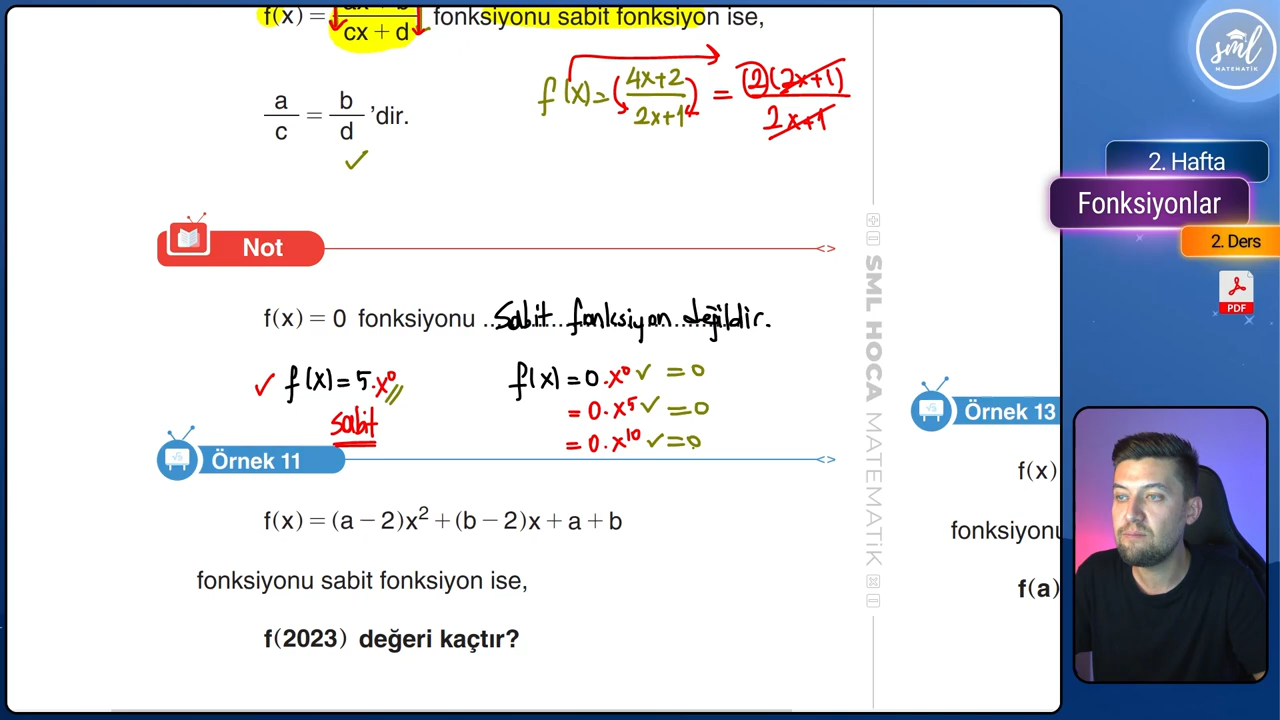 f(x) = ax + b / cx + d fonksiyonu sabit fonksiyon ise,
a/c = b/d 'dir.
f(x) = (4x+2 / 2x+1) = 2(2x+1) / 2x+1
Not
f(x) = 0 fonksiyonu ........ Sabit fonksiyon değildir.
✓ f(x) = 5.x⁰
sabit
f(x) = 0.x⁰ ✓ = 0
= 0.x⁵ ✓ = 0
= 0.x¹⁰ ✓ = 0
Örnek 11
f(x) = (a − 2)x² + (b − 2)x + a + b
fonksiyonu sabit fonksiyon ise,
f(2023) değeri kaçtır?
SML HOCA MATEMATİK
Örnek 13
f(x)
fonksiyonu
f(a)
sml
MATEMATİK
2. Hafta
Fonksiyonlar
2. Ders
PDF